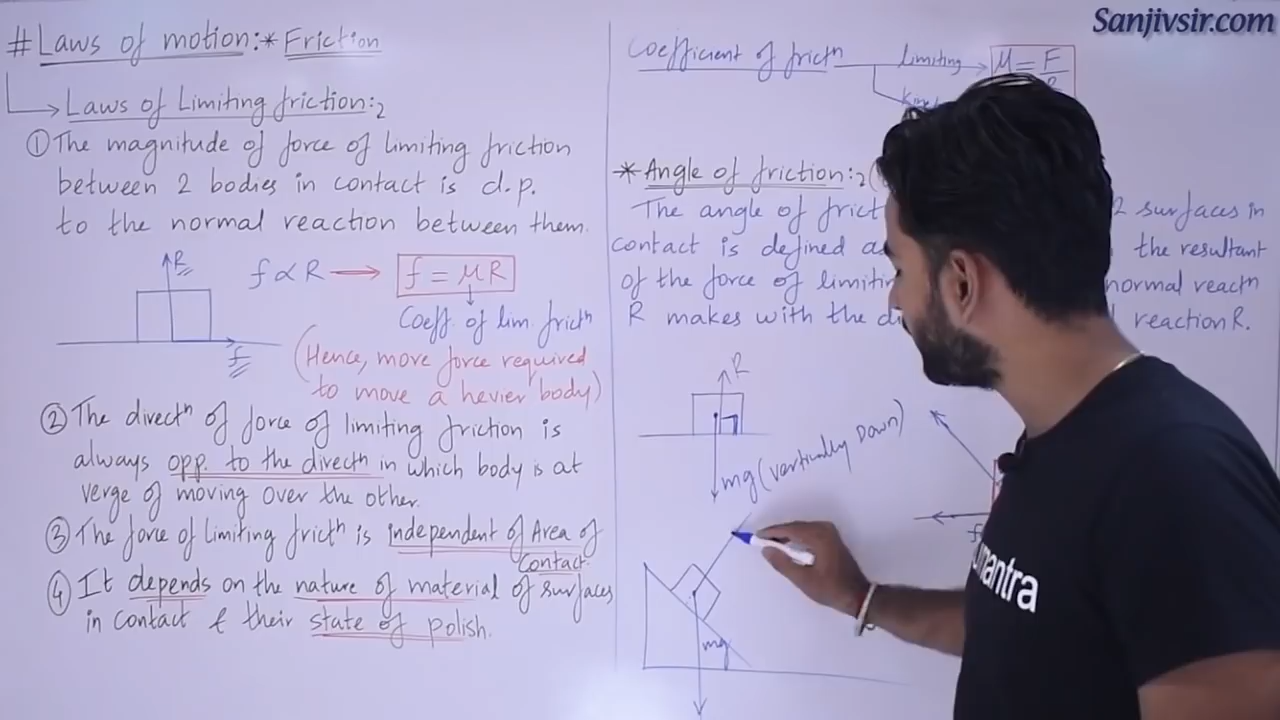 Sanjivsir.com
# Laws of motion:* Friction
Laws of Limiting friction:
① The magnitude of force of limiting friction
between 2 bodies in contact is d.p.
to the normal reaction between them.
R
f
f ∝ R → f = μR
Coeff. of lim. fricth
(Hence, more force required
to move a hevier body)
② The directn of force of limiting friction is
always opp. to the directn in which body is at
verge of moving over the other.
③ The force of limiting fricth is independent of Area of
Contact.
④ It depends on the nature of material of surfaces
in contact & their state of polish.
Coefficient of fricth
limiting
μ = F
* Angle of friction:
The angle of 2 surfaces in
contact is defined the resultant
of the force of normal reactn
R makes with the reaction R.
R
mg (vartically Down)
f
mg
mantra